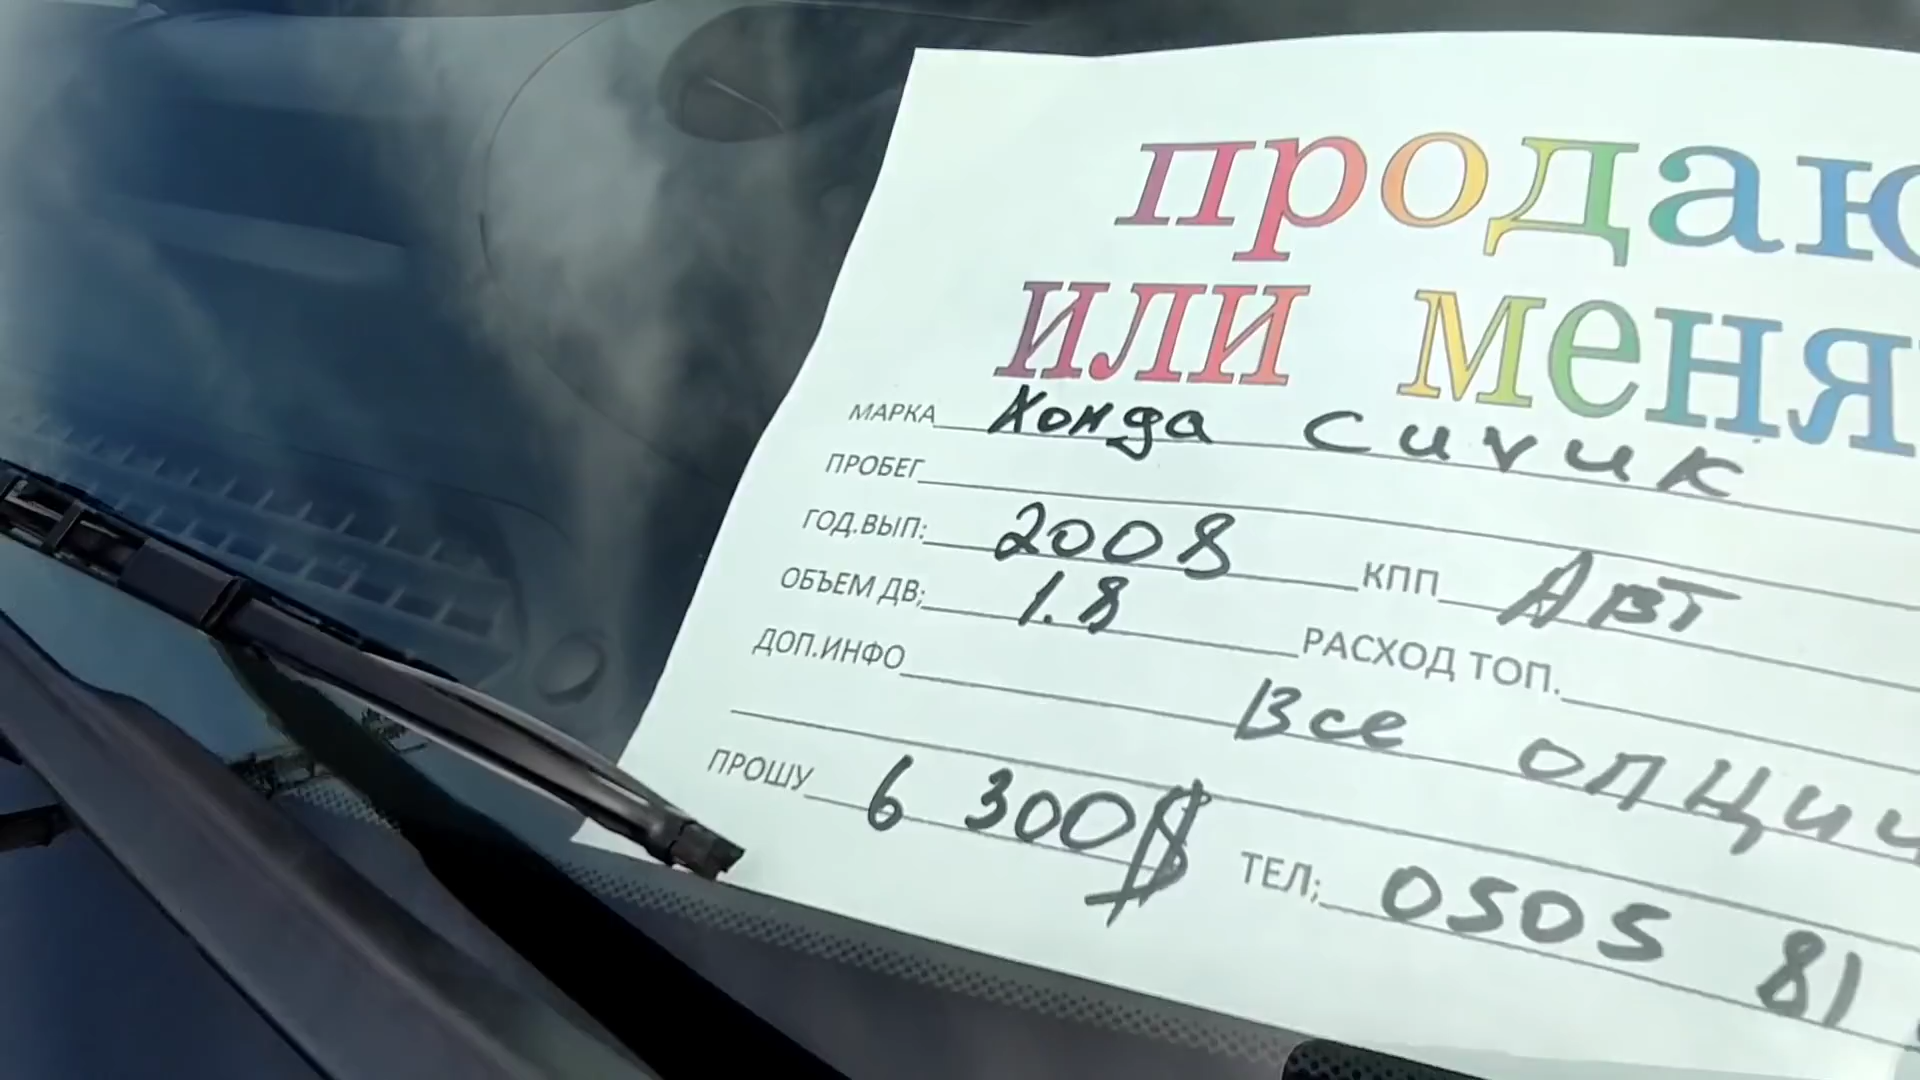 продаю
или меня
МАРКА Хонда Сиvик
ПРОБЕГ
ГОД.ВЫП: 2008 КПП АВТ
ОБЪЕМ ДВ; 1.8 РАСХОД ТОП.
ДОП.ИНФО Все опции
ПРОШУ 6 300$ ТЕЛ; 0505 81